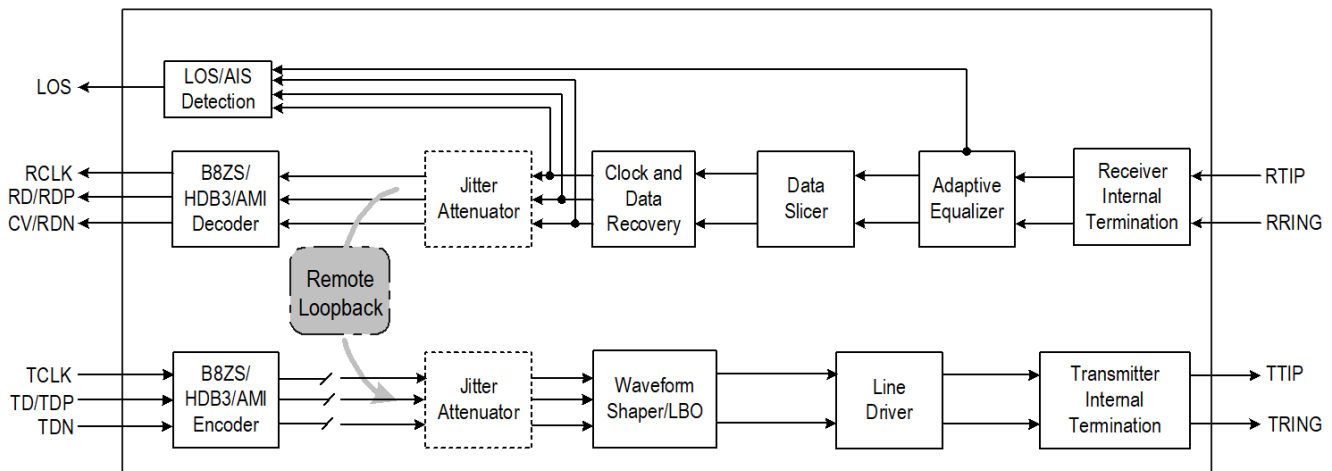 LOS
LOS/AIS
Detection
RCLK
RD/RDP
CV/RDN
B8ZS/
HDB3/AMI
Decoder
Jitter
Attenuator
Clock and
Data
Recovery
Data
Slicer
Adaptive
Equalizer
Receiver
Internal
Termination
RTIP
RRING
Remote
Loopback
TCLK
TD/TDP
TDN
B8ZS/
HDB3/AMI
Encoder
Jitter
Attenuator
Waveform
Shaper/LBO
Line
Driver
Transmitter
Internal
Termination
TTIP
TRING